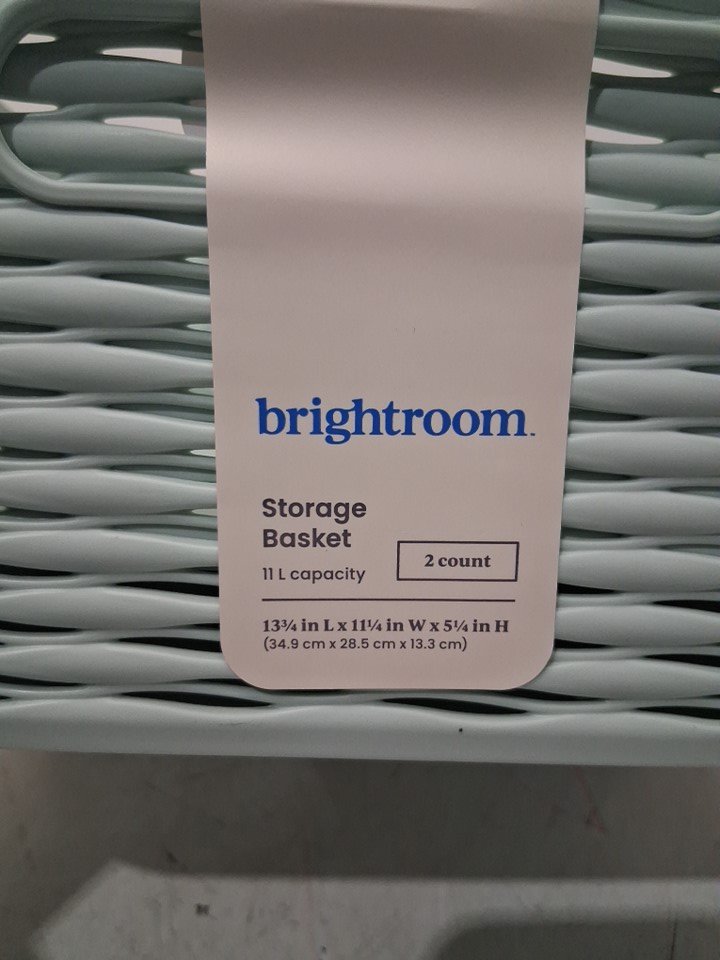 brightroom™
Storage
Basket
11 L capacity
2 count
13¾ in L x 11¼ in W x 5¼ in H
(34.9 cm x 28.5 cm x 13.3 cm)